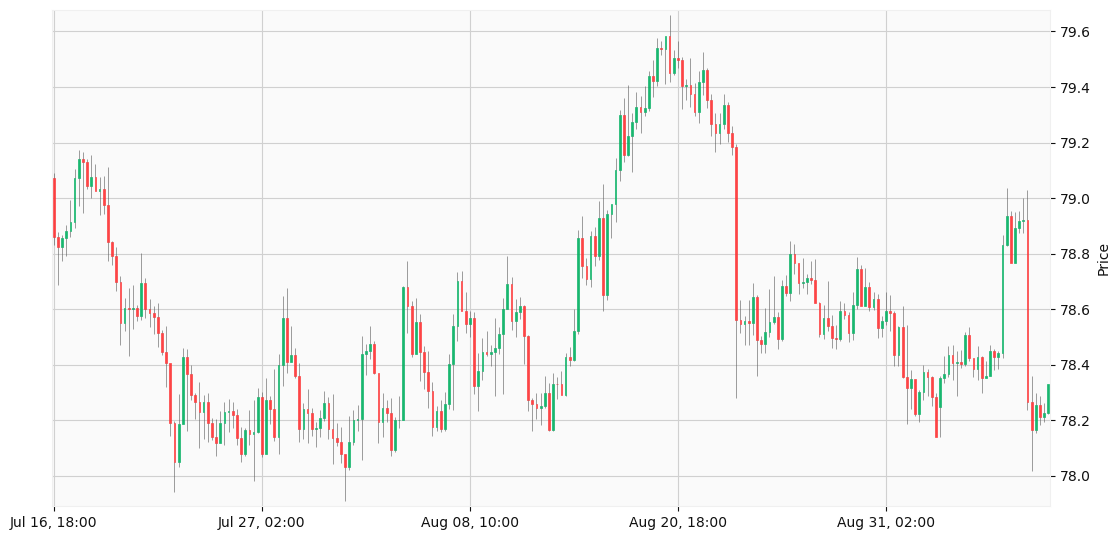 79.6
79.4
79.2
79.0
78.8
78.6
78.4
78.2
78.0
Price
Jul 16, 18:00
Jul 27, 02:00
Aug 08, 10:00
Aug 20, 18:00
Aug 31, 02:00